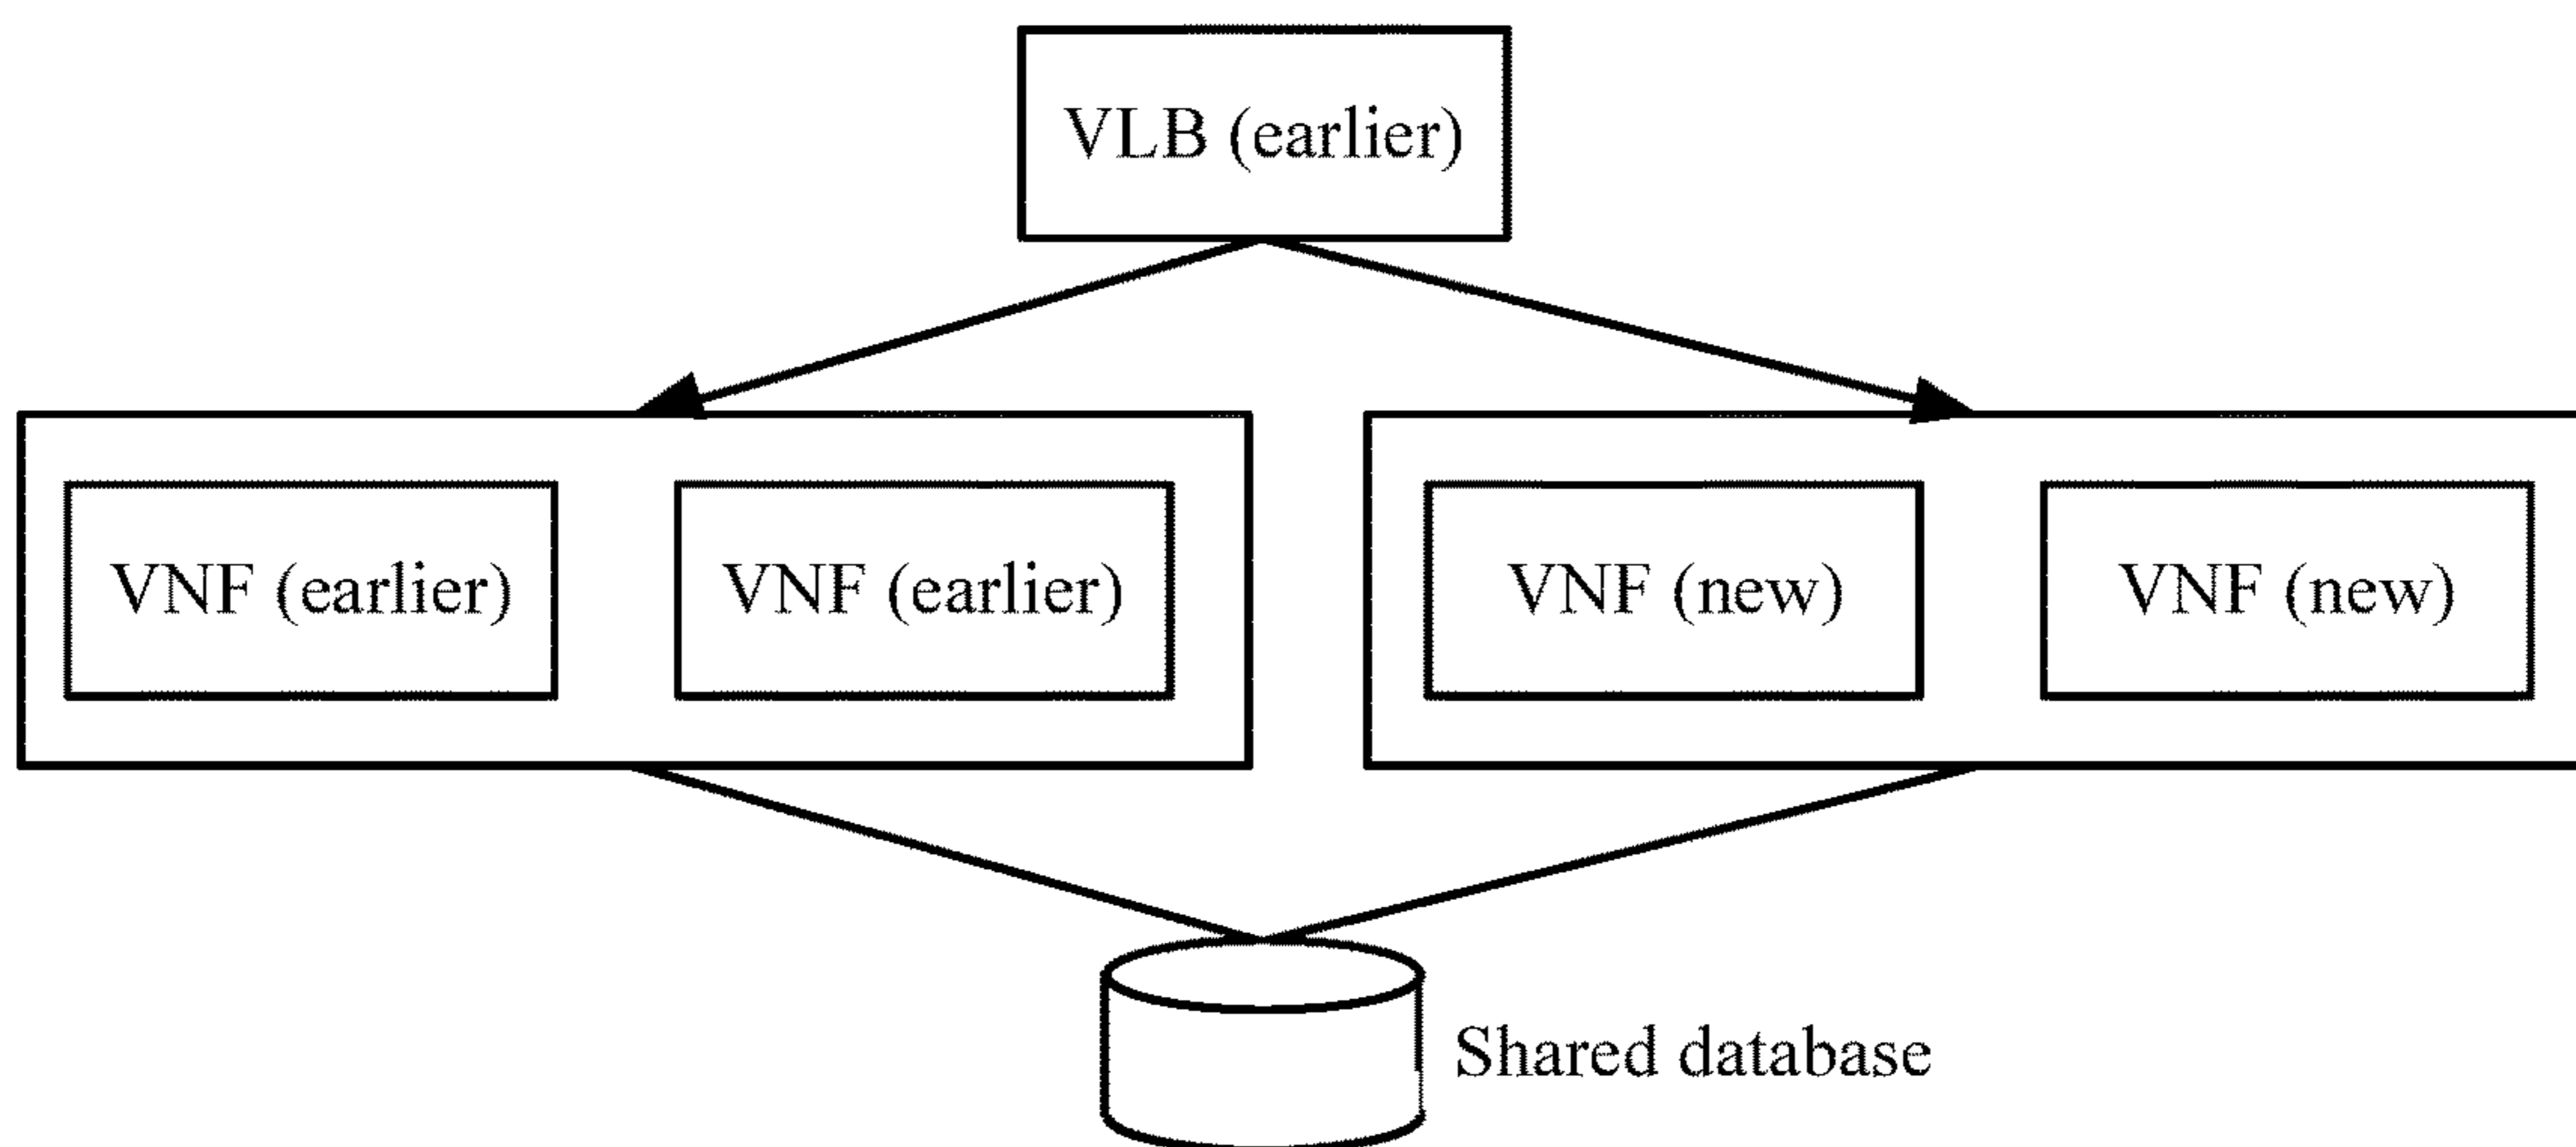 VLB (earlier)
VNF (earlier)
VNF (earlier)
VNF (new)
VNF (new)
Shared database